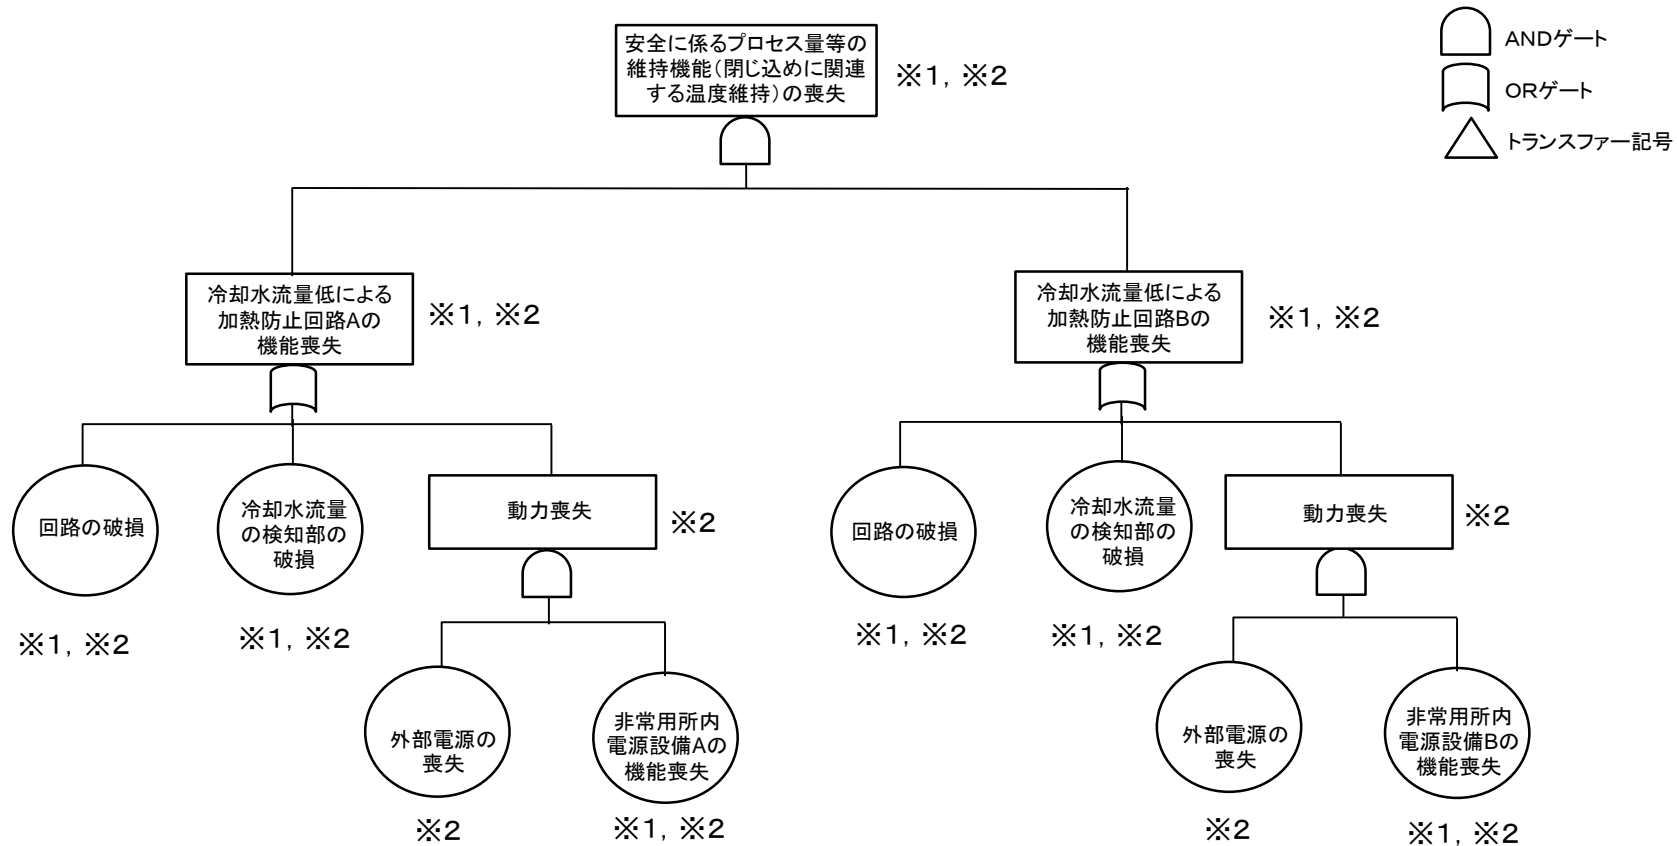 安全に係るプロセス量等の
維持機能(閉じ込めに関連
する温度維持)の喪失
※1, ※2
ANDゲート
ORゲート
トランスファー記号
冷却水流量低による
加熱防止回路Aの
機能喪失
※1, ※2
冷却水流量低による
加熱防止回路Bの
機能喪失
※1, ※2
回路の破損
※1, ※2
冷却水流量
の検知部の
破損
※1, ※2
動力喪失
※2
回路の破損
※1, ※2
冷却水流量
の検知部の
破損
※1, ※2
動力喪失
※2
外部電源の
喪失
※2
非常用所内
電源設備Aの
機能喪失
※1, ※2
外部電源の
喪失
※2
非常用所内
電源設備Bの
機能喪失
※1, ※2